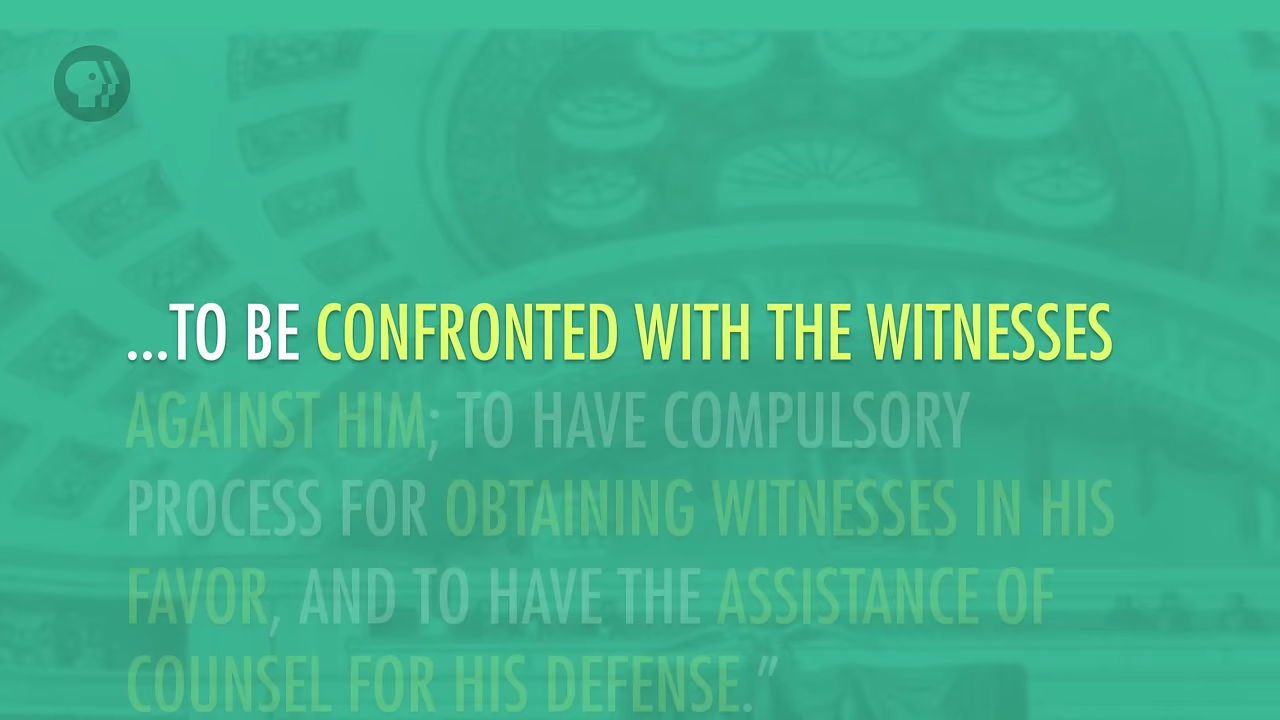 ...TO BE CONFRONTED WITH THE WITNESSES
AGAINST HIM; TO HAVE COMPULSORY
PROCESS FOR OBTAINING WITNESSES IN HIS
FAVOR, AND TO HAVE THE ASSISTANCE OF
COUNSEL FOR HIS DEFENSE.”